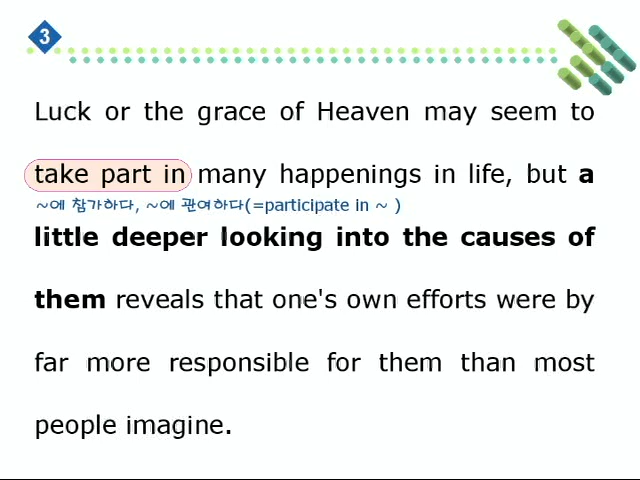 3
Luck or the grace of Heaven may seem to
take part in many happenings in life, but a
~에 참가하다, ~에 관여하다(=participate in ~ )
little deeper looking into the causes of
them reveals that one's own efforts were by
far more responsible for them than most
people imagine.